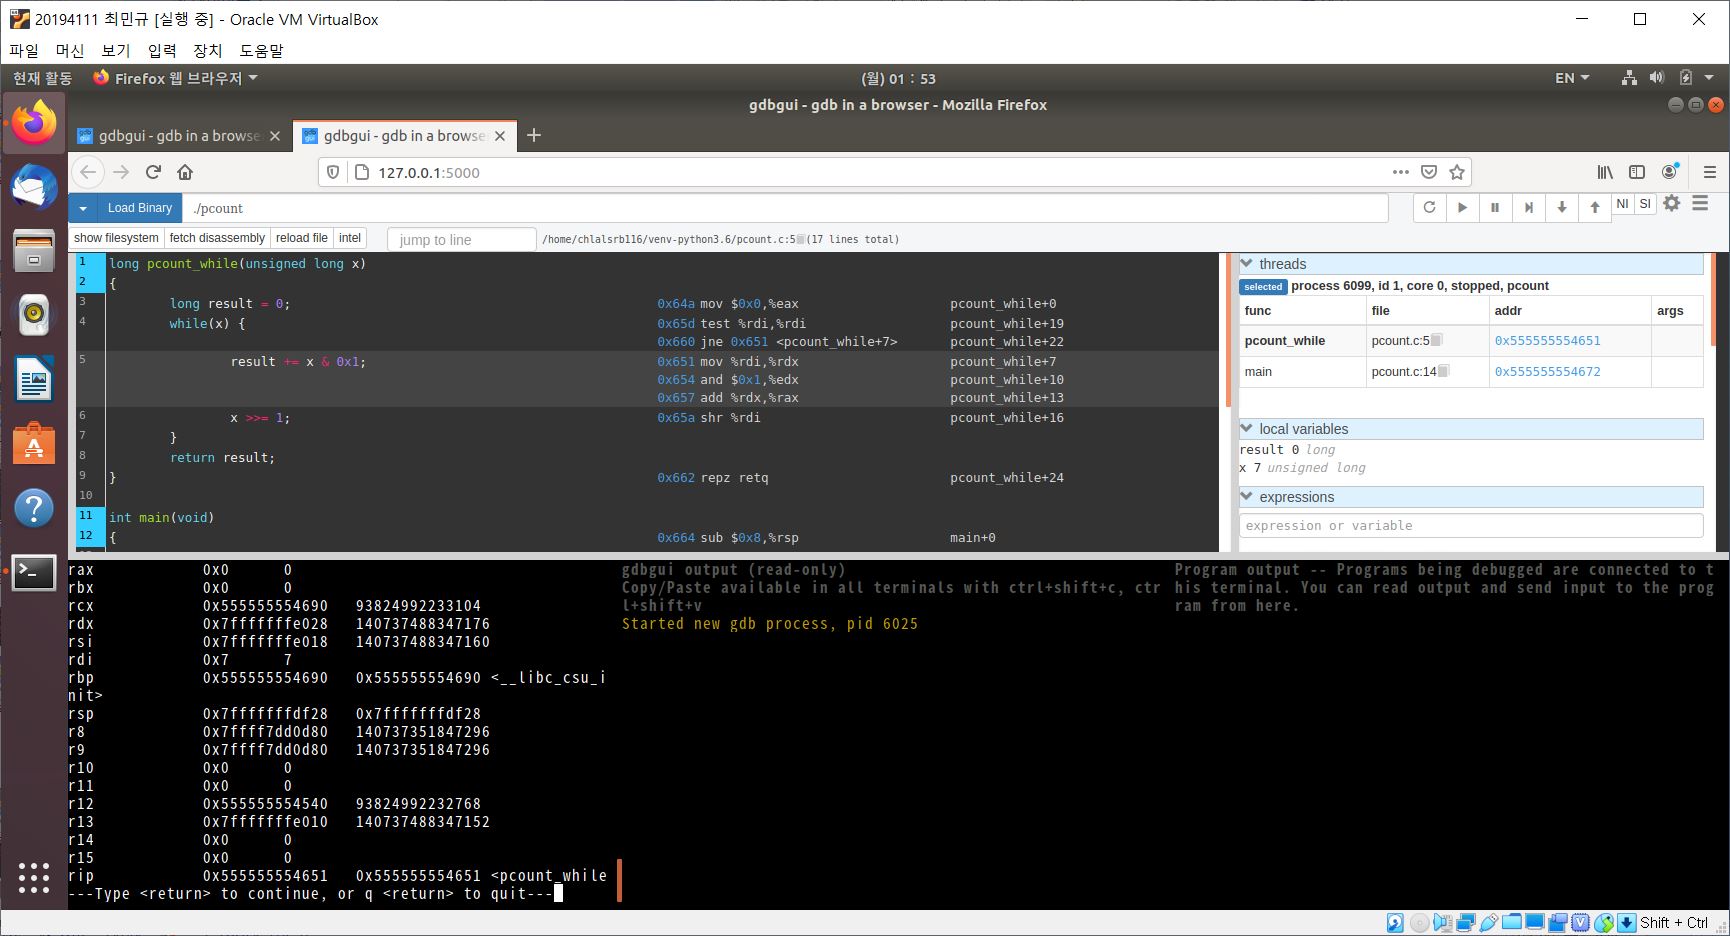 20194111 최민규 [실행 중] - Oracle VM VirtualBox
파일 머신 보기 입력 장치 도움말
현재 활동 Firefox 웹 브라우저 (월) 01 : 53 EN
gdbgui - gdb in a browser - Mozilla Firefox
gdbgui - gdb in a browse gdbgui - gdb in a browse
127.0.0.1:5000
Load Binary ./pcount NI SI
show filesystem fetch disassembly reload file intel jump to line /home/chlalsrb116/venv-python3.6/pcount.c:5 (17 lines total)
1 long pcount_while(unsigned long x)
2 {
3 long result = 0; 0x64a mov $0x0,%eax pcount_while+0
4 while(x) { 0x65d test %rdi,%rdi pcount_while+19
0x660 jne 0x651 <pcount_while+7> pcount_while+22
5 result += x & 0x1; 0x651 mov %rdi,%rdx pcount_while+7
0x654 and $0x1,%edx pcount_while+10
0x657 add %rdx,%rax pcount_while+13
6 x >>= 1; 0x65a shr %rdi pcount_while+16
7 }
8 return result;
9 } 0x662 repz retq pcount_while+24
10
11 int main(void)
12 { 0x664 sub $0x8,%rsp main+0
threads
selected process 6099, id 1, core 0, stopped, pcount
func file addr args
pcount_while pcount.c:5 0x555555554651
main pcount.c:14 0x555555554672
local variables
result 0 long
x 7 unsigned long
expressions
expression or variable
rax 0x0 0
rbx 0x0 0
rcx 0x555555554690 93824992233104
rdx 0x7fffffffe028 140737488347176
rsi 0x7fffffffe018 140737488347160
rdi 0x7 7
rbp 0x555555554690 0x555555554690 <__libc_csu_i
nit>
rsp 0x7fffffffdf28 0x7fffffffdf28
r8 0x7ffff7dd0d80 140737351847296
r9 0x7ffff7dd0d80 140737351847296
r10 0x0 0
r11 0x0 0
r12 0x555555554540 93824992232768
r13 0x7fffffffe010 140737488347152
r14 0x0 0
r15 0x0 0
rip 0x555555554651 0x555555554651 <pcount_while
---Type <return> to continue, or q <return> to quit---
gdbgui output (read-only)
Copy/Paste available in all terminals with ctrl+shift+c, ctr
l+shift+v
Started new gdb process, pid 6025
Program output -- Programs being debugged are connected to t
his terminal. You can read output and send input to the prog
ram from here.
Shift + Ctrl